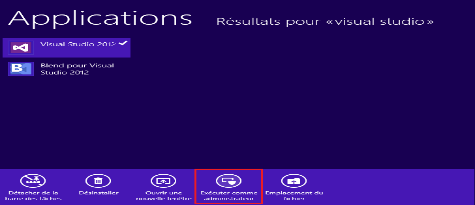 Applications
Résultats pour «visual studio»
Visual Studio 2012
Blend pour Visual
Studio 2012
Détacher de la
barre des tâches
Désinstaller
Ouvrir une
nouvelle fenêtre
Exécuter comme
administrateur
Emplacement du
fichier